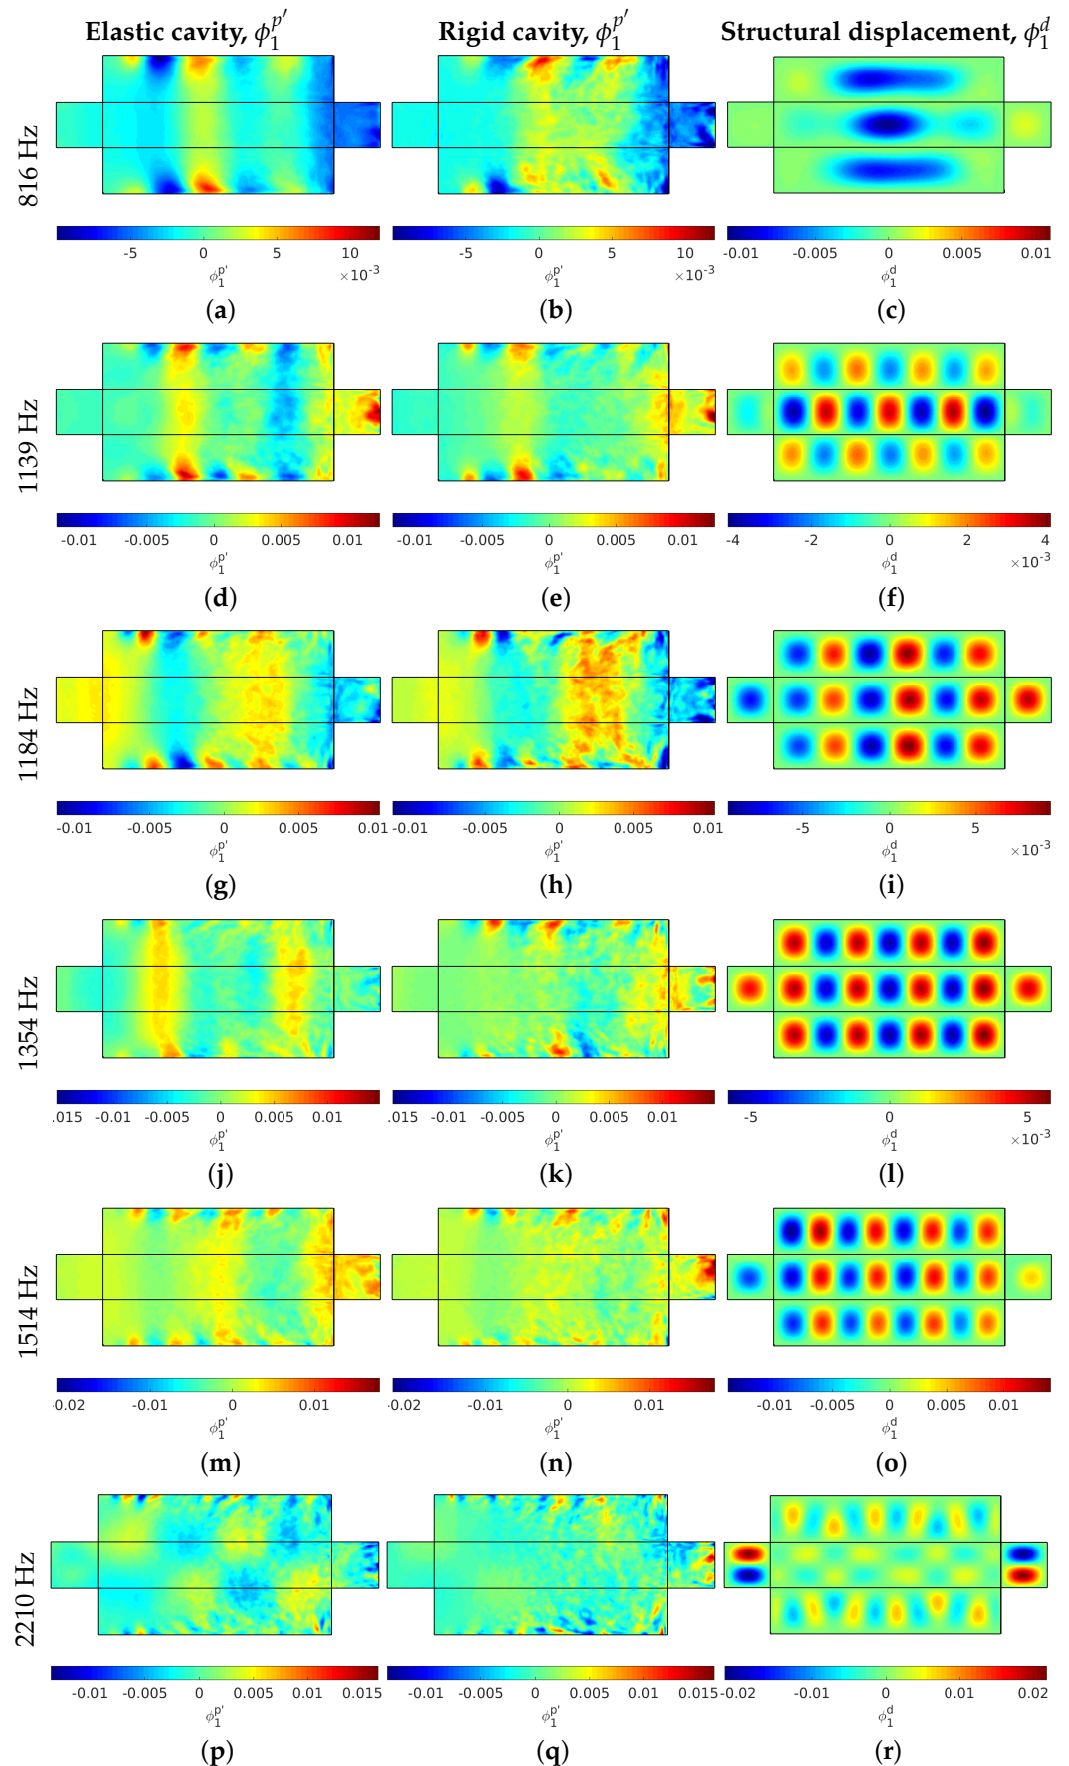 Elastic cavity, ϕ₁ᵖ′ Rigid cavity, ϕ₁ᵖ′ Structural displacement, ϕ₁ᵈ
816 Hz
-5 0 5 10 -5 0 5 10 -0.01 -0.005 0 0.005 0.01
ϕ₁ᵖ' ×10⁻³ ϕ₁ᵖ' ×10⁻³ ϕ₁ᵈ
(a) (b) (c)
1139 Hz
-0.01 -0.005 0 0.005 0.01 -0.01 -0.005 0 0.005 0.01 -4 -2 0 2 4
ϕ₁ᵖ' ϕ₁ᵖ' ϕ₁ᵈ ×10⁻³
(d) (e) (f)
1184 Hz
-0.01 -0.005 0 0.005 0.01 -0.01 -0.005 0 0.005 0.01 -5 0 5
ϕ₁ᵖ' ϕ₁ᵖ' ϕ₁ᵈ ×10⁻³
(g) (h) (i)
1354 Hz
.015 -0.01 -0.005 0 0.005 0.01 .015 -0.01 -0.005 0 0.005 0.01 -5 0 5
ϕ₁ᵖ' ϕ₁ᵖ' ϕ₁ᵈ ×10⁻³
(j) (k) (l)
1514 Hz
-0.02 -0.01 0 0.01 -0.02 -0.01 0 0.01 -0.01 -0.005 0 0.005 0.01
ϕ₁ᵖ' ϕ₁ᵖ' ϕ₁ᵈ
(m) (n) (o)
2210 Hz
-0.01 -0.005 0 0.005 0.01 0.015 -0.01 -0.005 0 0.005 0.01 0.015 -0.02 -0.01 0 0.01 0.02
ϕ₁ᵖ' ϕ₁ᵖ' ϕ₁ᵈ
(p) (q) (r)